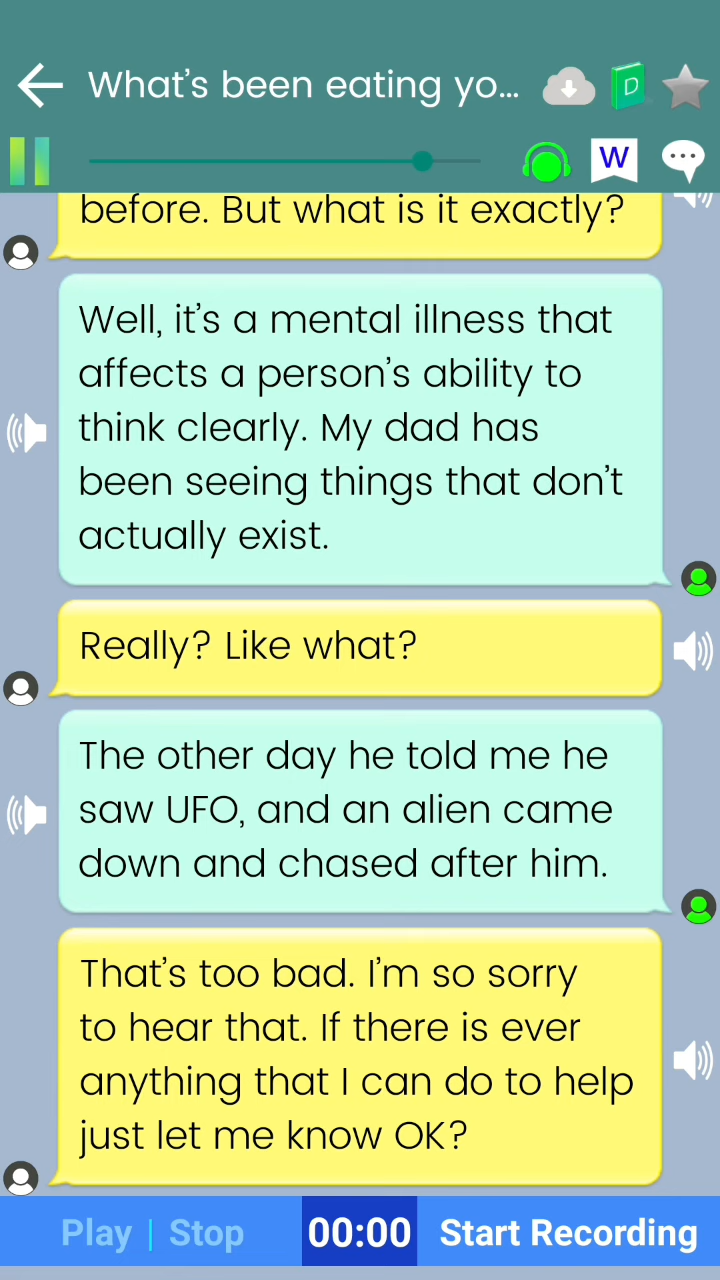 What's been eating yo...
D
W
before. But what is it exactly?
Well, it's a mental illness that
affects a person's ability to
think clearly. My dad has
been seeing things that don't
actually exist.
Really? Like what?
The other day he told me he
saw UFO, and an alien came
down and chased after him.
That's too bad. I'm so sorry
to hear that. If there is ever
anything that I can do to help
just let me know OK?
Play | Stop 00:00 Start Recording